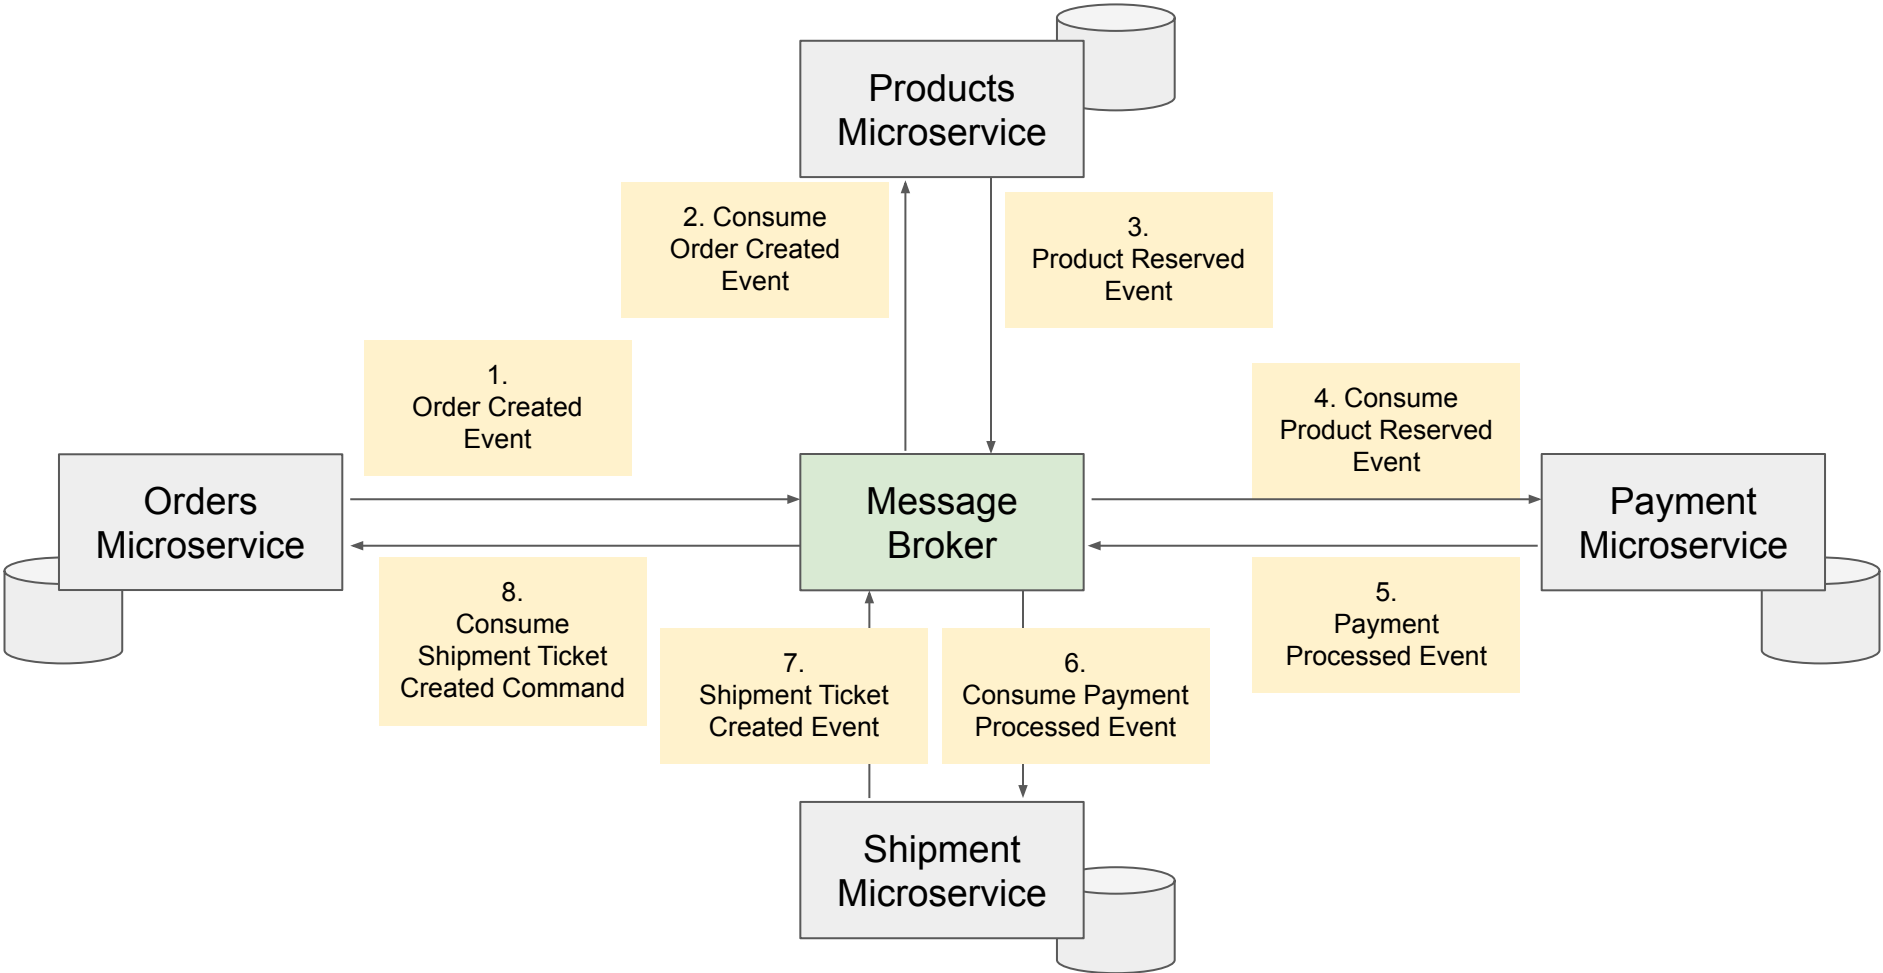 Products
Microservice
2. Consume
Order Created
Event
3.
Product Reserved
Event
1.
Order Created
Event
4. Consume
Product Reserved
Event
Orders
Microservice
Message
Broker
Payment
Microservice
8.
Consume
Shipment Ticket
Created Command
7.
Shipment Ticket
Created Event
6.
Consume Payment
Processed Event
5.
Payment
Processed Event
Shipment
Microservice